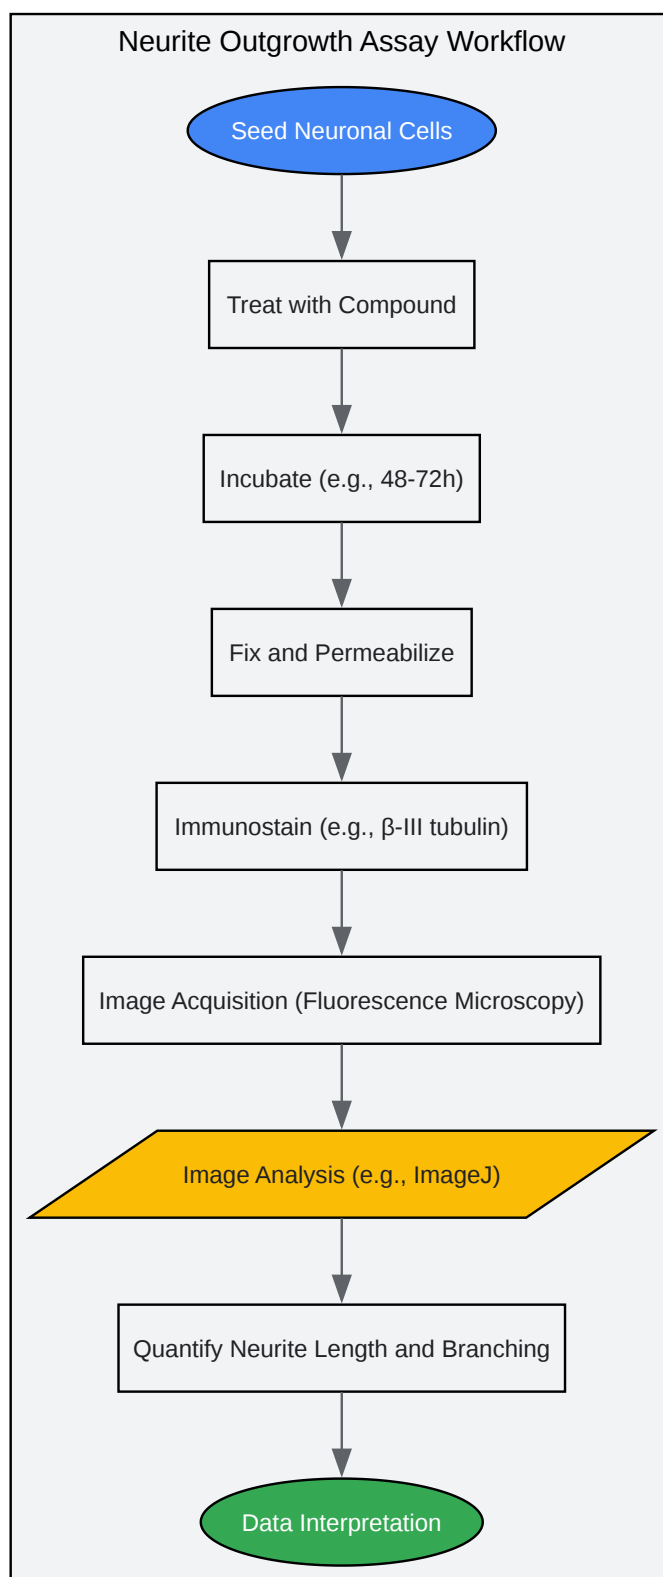 Neurite Outgrowth Assay Workflow
Seed Neuronal Cells
Treat with Compound
Incubate (e.g., 48-72h)
Fix and Permeabilize
Immunostain (e.g., β-III tubulin)
Image Acquisition (Fluorescence Microscopy)
Image Analysis (e.g., ImageJ)
Quantify Neurite Length and Branching
Data Interpretation